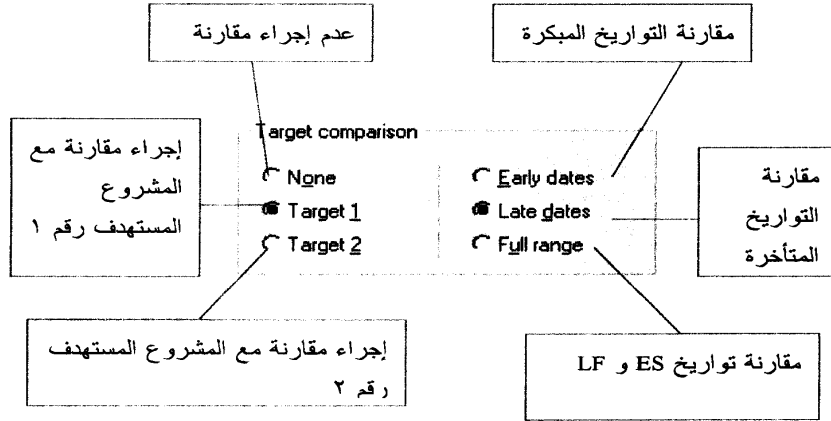 عدم إجراء مقارنة
مقارنة التواريخ المبكرة
إجراء مقارنة مع
المشروع
المستهدف رقم ١
Target comparison
None
Target 1
Target 2
Early dates
Late dates
Full range
مقارنة
التواريخ
المتأخرة
إجراء مقارنة مع المشروع المستهدف
رقم ٢
مقارنة تواريخ ES و LF